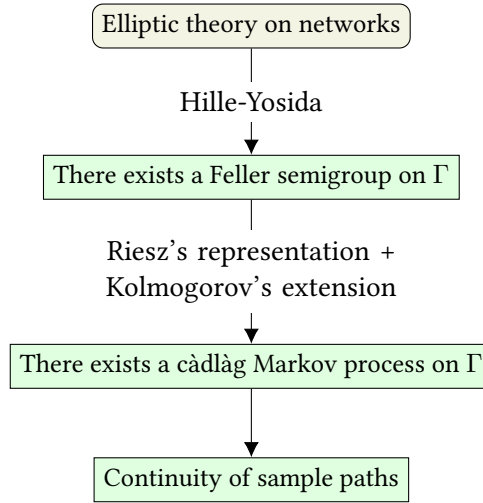 Elliptic theory on networks
Hille-Yosida
There exists a Feller semigroup on Γ
Riesz's representation +
Kolmogorov's extension
There exists a càdlàg Markov process on Γ
Continuity of sample paths